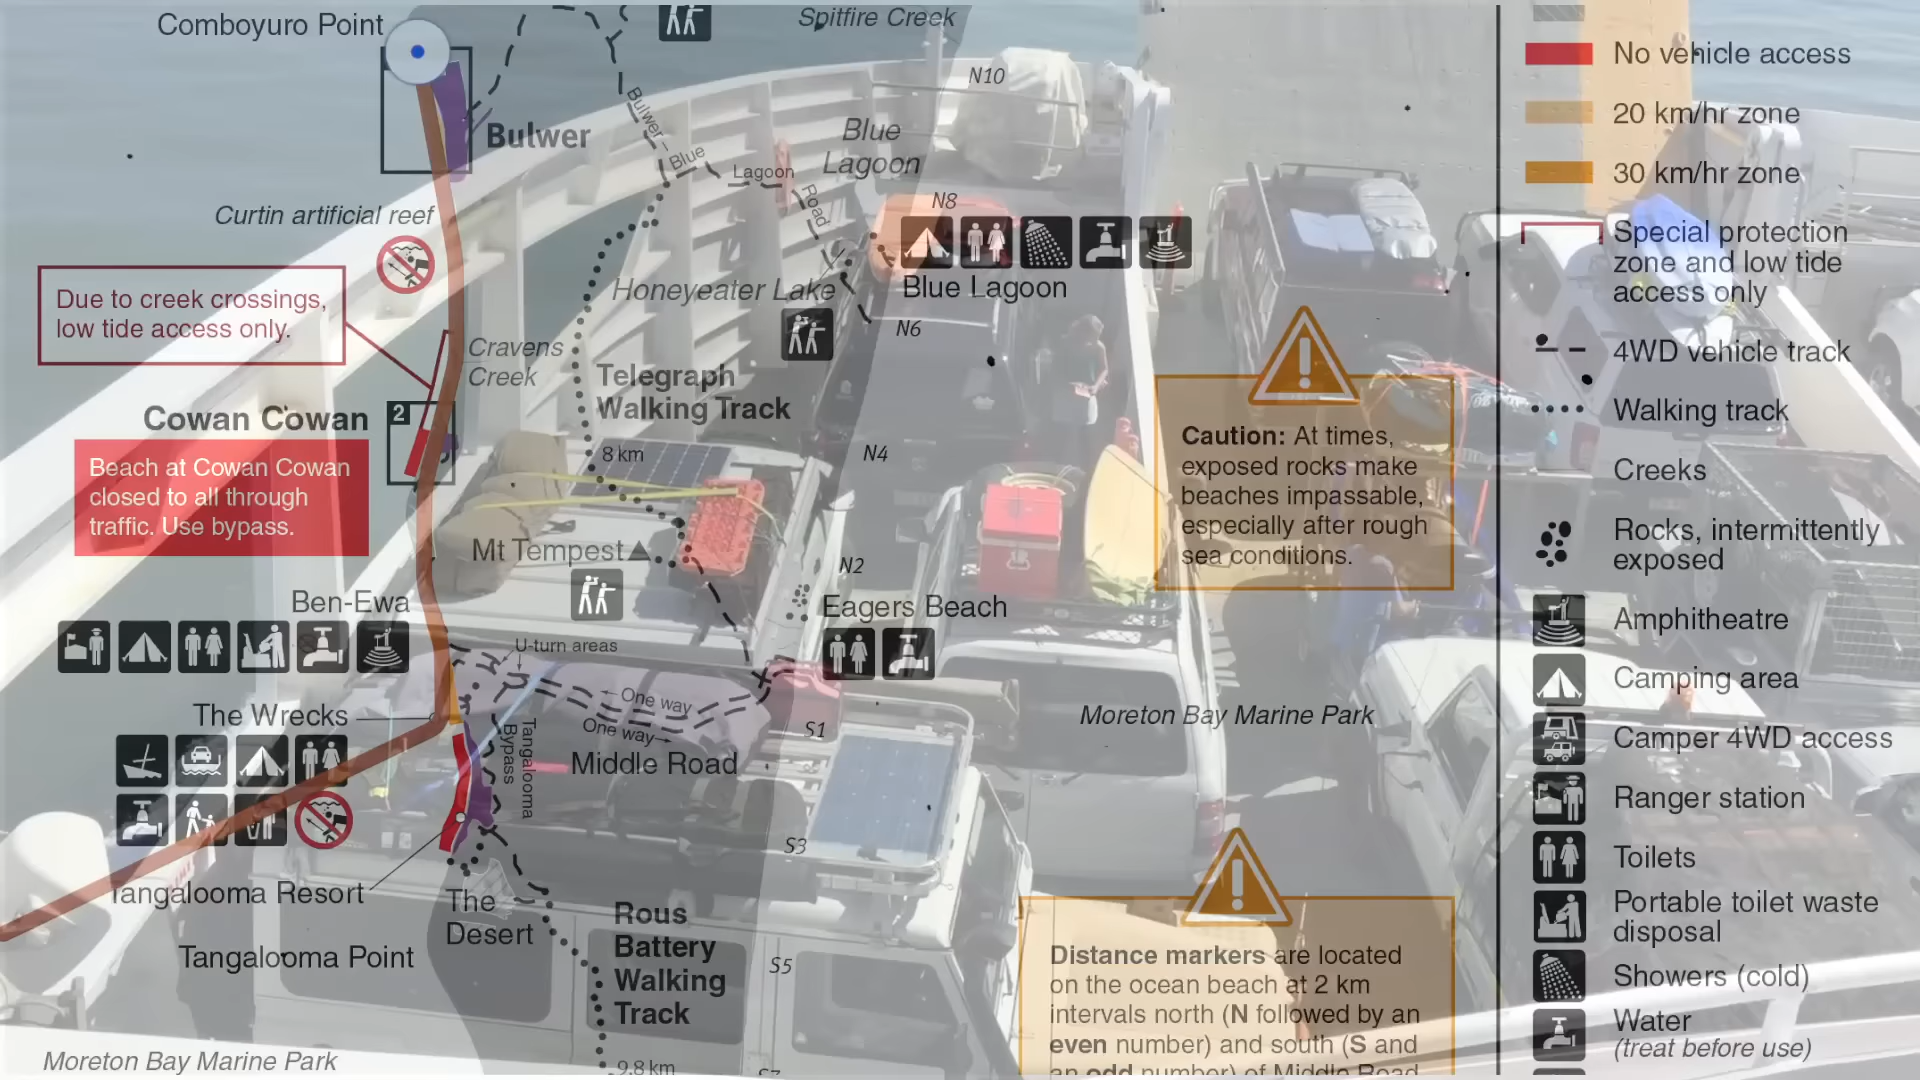 Comboyuro Point
Spitfire Creek
N10
Bulwer
Bulwer – Blue Lagoon Road
Blue
Lagoon
Curtin artificial reef
N8
Due to creek crossings,
low tide access only.
Honeyeater Lake
Blue Lagoon
N6
Cravens
Creek
Telegraph
Walking Track
Cowan Cowan
2
8 km
N4
Beach at Cowan Cowan
closed to all through
traffic. Use bypass.
Mt Tempest
N2
Ben-Ewa
Eagers Beach
U-turn areas
One way
One way
The Wrecks
Tangalooma
Bypass
Middle Road
S1
S3
Tangalooma Resort
The
Desert
Tangalooma Point
Rous
Battery
Walking
Track
S5
9.8 km
S7
Moreton Bay Marine Park
Caution: At times,
exposed rocks make
beaches impassable,
especially after rough
sea conditions.
Moreton Bay Marine Park
Distance markers are located
on the ocean beach at 2 km
intervals north (N followed by an
even number) and south (S and
an odd number) of Middle Road
No vehicle access
20 km/hr zone
30 km/hr zone
Special protection
zone and low tide
access only
4WD vehicle track
Walking track
Creeks
Rocks, intermittently
exposed
Amphitheatre
Camping area
Camper 4WD access
Ranger station
Toilets
Portable toilet waste
disposal
Showers (cold)
Water
(treat before use)